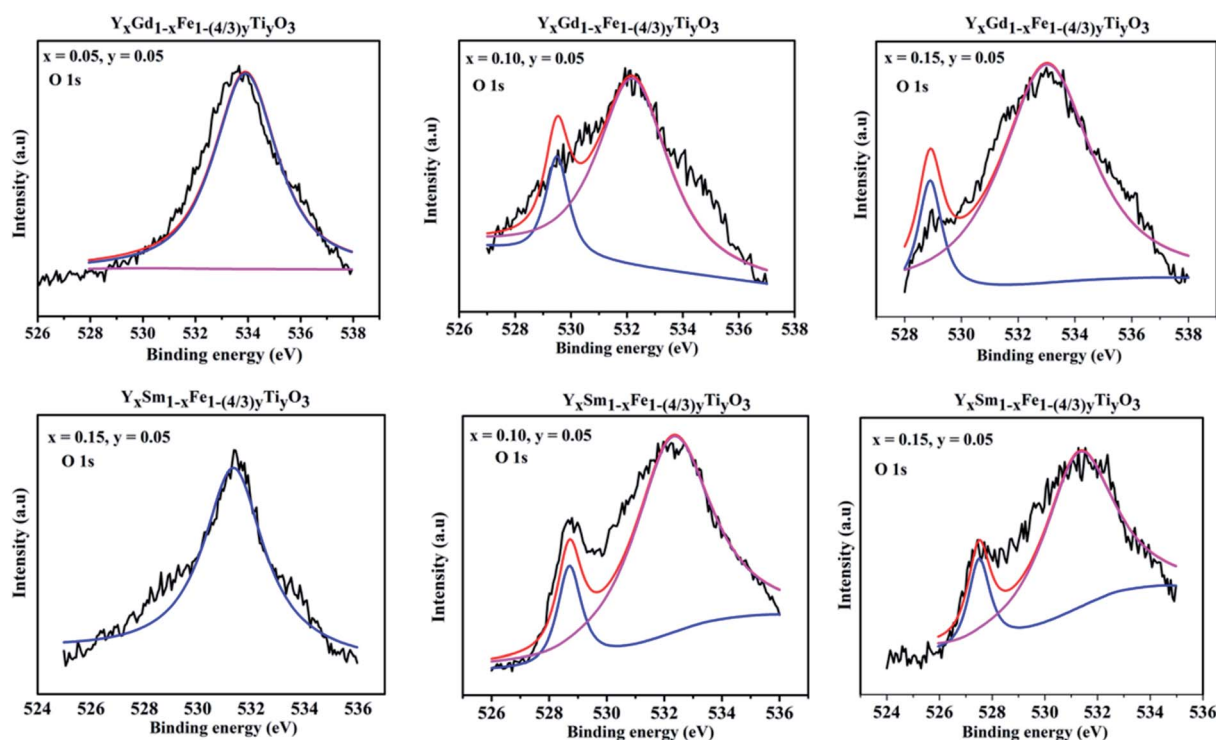 YxGd1-xFe1-(4/3)yTiyO3
x = 0.05, y = 0.05
O 1s
Intensity (a.u)
526 528 530 532 534 536 538
Binding energy (eV)
YxGd1-xFe1-(4/3)yTiyO3
x = 0.10, y = 0.05
O 1s
Intensity (a.u)
526 528 530 532 534 536 538
Binding energy (eV)
YxGd1-xFe1-(4/3)yTiyO3
x = 0.15, y = 0.05
O 1s
Intensity (a.u)
528 530 532 534 536 538
Binding energy (eV)
YxSm1-xFe1-(4/3)yTiyO3
x = 0.15, y = 0.05
O 1s
Intensity (a.u)
524 526 528 530 532 534 536
Binding energy (eV)
YxSm1-xFe1-(4/3)yTiyO3
x = 0.10, y = 0.05
O 1s
Intensity (a.u)
526 528 530 532 534 536
Binding energy (eV)
YxSm1-xFe1-(4/3)yTiyO3
x = 0.15, y = 0.05
O 1s
Intensity (a.u)
524 526 528 530 532 534 536
Binding energy (eV)